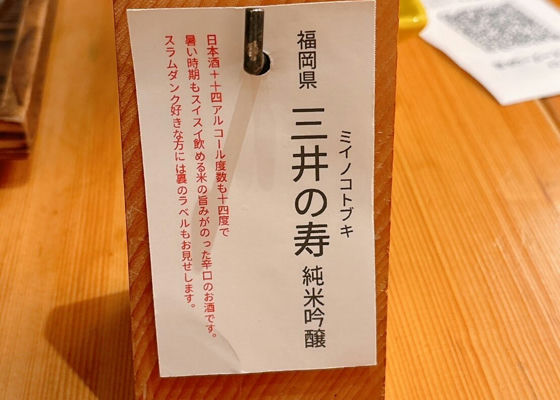 福岡県 三井の寿 純米吟醸
ミイノコトブキ
日本酒+十四アルコール度数も十四度で
暑い時期もスイスイ飲める米の旨みがのった辛口のお酒です。
スラムダンク好きな方には裏のラベルもお見せします。